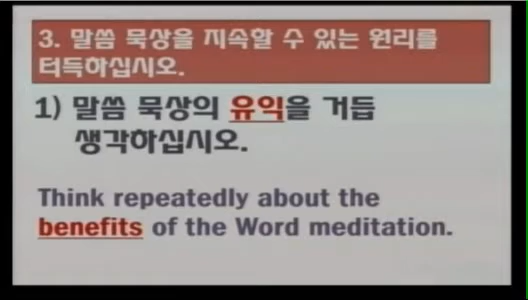 3. 말씀 묵상을 지속할 수 있는 원리를
터득하십시오.
1) 말씀 묵상의 유익을 거듭
생각하십시오.
Think repeatedly about the
benefits of the Word meditation.